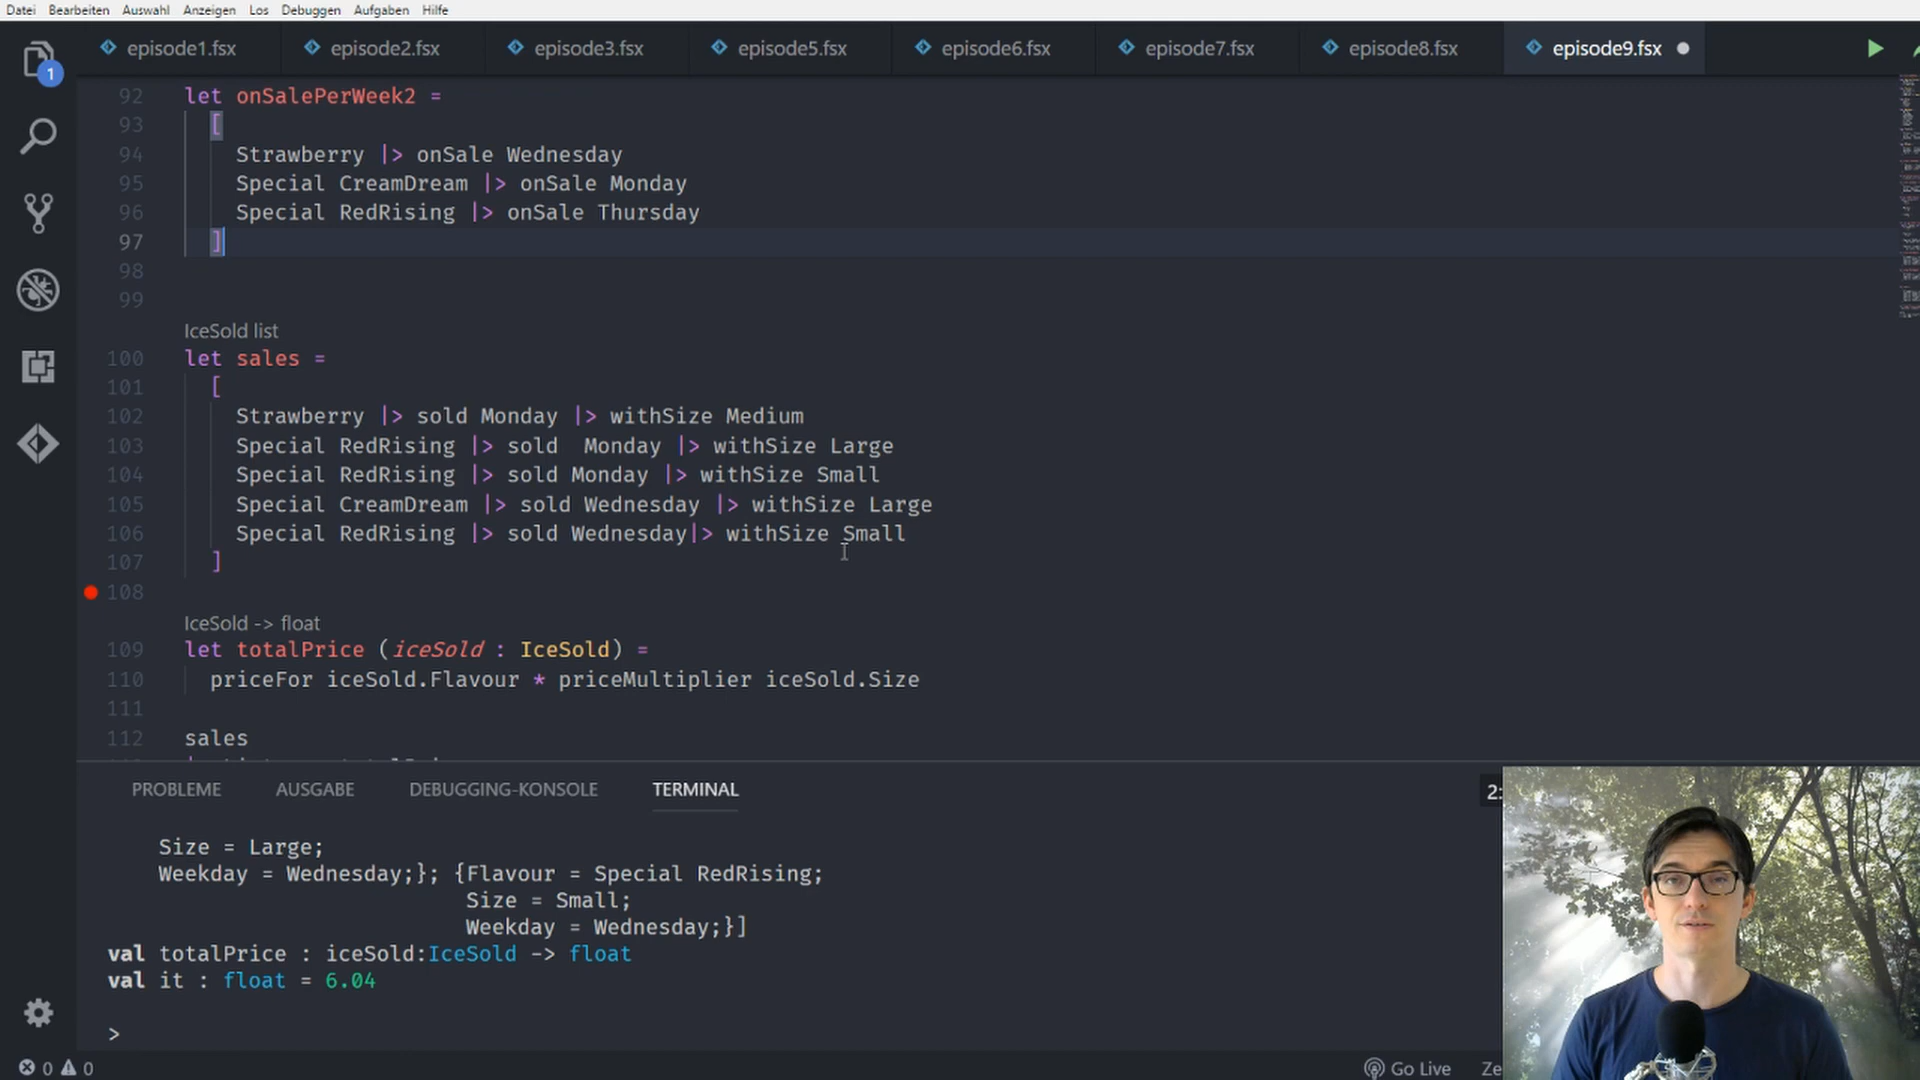 Datei Bearbeiten Auswahl Anzeigen Los Debuggen Aufgaben Hilfe
episode1.fsx episode2.fsx episode3.fsx episode5.fsx episode6.fsx episode7.fsx episode8.fsx episode9.fsx
1
92 let onSalePerWeek2 =
93 [
94 Strawberry |> onSale Wednesday
95 Special CreamDream |> onSale Monday
96 Special RedRising |> onSale Thursday
97 ]
98
99
IceSold list
100 let sales =
101 [
102 Strawberry |> sold Monday |> withSize Medium
103 Special RedRising |> sold  Monday |> withSize Large
104 Special RedRising |> sold Monday |> withSize Small
105 Special CreamDream |> sold Wednesday |> withSize Large
106 Special RedRising |> sold Wednesday|> withSize Small
107 ]
108
IceSold -> float
109 let totalPrice (iceSold : IceSold) =
110 priceFor iceSold.Flavour * priceMultiplier iceSold.Size
111
112 sales
PROBLEME AUSGABE DEBUGGING-KONSOLE TERMINAL 2:
Size = Large;
Weekday = Wednesday;}; {Flavour = Special RedRising;
Size = Small;
Weekday = Wednesday;}]
val totalPrice : iceSold:IceSold -> float
val it : float = 6.04
>
0 0 Go Live Ze